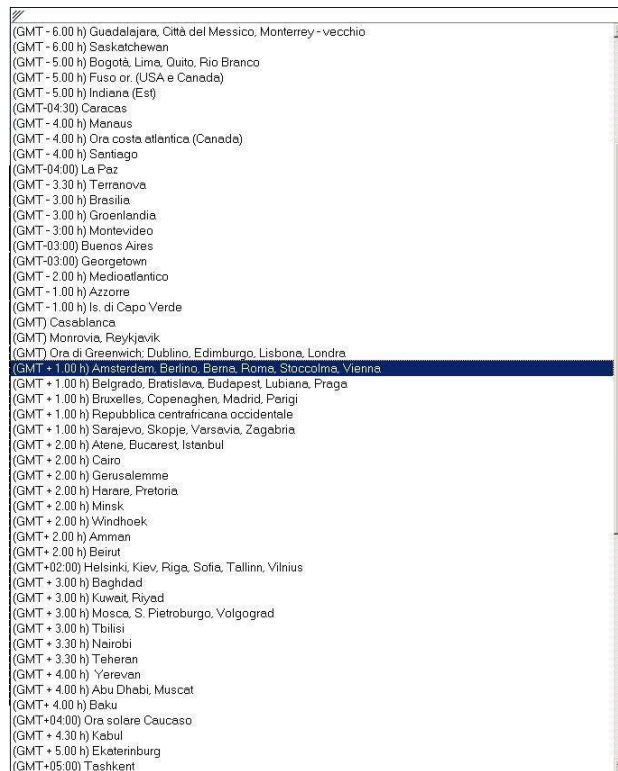 (GMT - 6.00 h) Guadalajara, Città del Messico, Monterrey - vecchio
(GMT - 6.00 h) Saskatchewan
(GMT - 5.00 h) Bogotà, Lima, Quito, Rio Branco
(GMT - 5.00 h) Fuso or. (USA e Canada)
(GMT - 5.00 h) Indiana (Est)
(GMT-04:30) Caracas
(GMT - 4.00 h) Manaus
(GMT - 4.00 h) Ora costa atlantica (Canada)
(GMT - 4.00 h) Santiago
(GMT-04:00) La Paz
(GMT - 3.30 h) Terranova
(GMT - 3.00 h) Brasilia
(GMT - 3.00 h) Groenlandia
(GMT - 3:00 h) Montevideo
(GMT-03:00) Buenos Aires
(GMT-03:00) Georgetown
(GMT - 2.00 h) Medioatlantico
(GMT - 1.00 h) Azzorre
(GMT - 1.00 h) Is. di Capo Verde
(GMT) Casablanca
(GMT) Monrovia, Reykjavik
(GMT) Ora di Greenwich; Dublino, Edimburgo, Lisbona, Londra
(GMT + 1.00 h) Amsterdam, Berlino, Berna, Roma, Stoccolma, Vienna
(GMT + 1.00 h) Belgrado, Bratislava, Budapest, Lubiana, Praga
(GMT + 1.00 h) Bruxelles, Copenaghen, Madrid, Parigi
(GMT + 1.00 h) Repubblica centrafricana occidentale
(GMT + 1.00 h) Sarajevo, Skopje, Varsavia, Zagabria
(GMT + 2.00 h) Atene, Bucarest, Istanbul
(GMT + 2.00 h) Cairo
(GMT + 2.00 h) Gerusalemme
(GMT + 2.00 h) Harare, Pretoria
(GMT + 2.00 h) Minsk
(GMT + 2.00 h) Windhoek
(GMT+ 2.00 h) Amman
(GMT+ 2.00 h) Beirut
(GMT+02:00) Helsinki, Kiev, Riga, Sofia, Tallinn, Vilnius
(GMT + 3.00 h) Baghdad
(GMT + 3.00 h) Kuwait, Riyad
(GMT + 3.00 h) Mosca, S. Pietroburgo, Volgograd
(GMT + 3.00 h) Tbilisi
(GMT + 3.30 h) Nairobi
(GMT + 3.30 h) Teheran
(GMT + 4.00 h) Yerevan
(GMT + 4.00 h) Abu Dhabi, Muscat
(GMT+ 4.00 h) Baku
(GMT+04:00) Ora solare Caucaso
(GMT + 4.30 h) Kabul
(GMT + 5.00 h) Ekaterinburg
(GMT+05:00) Tashkent